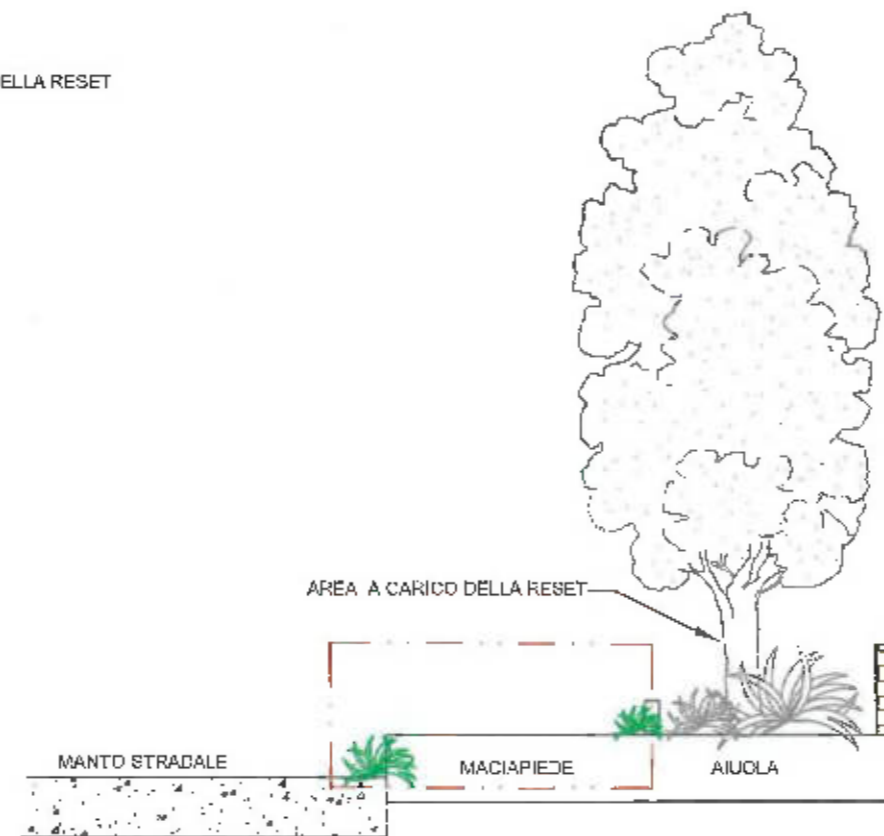 ELLA RESET
AREA A CARICO DELLA RESET
MANTO STRADALE
MACIAPIEDE
AIUOLA